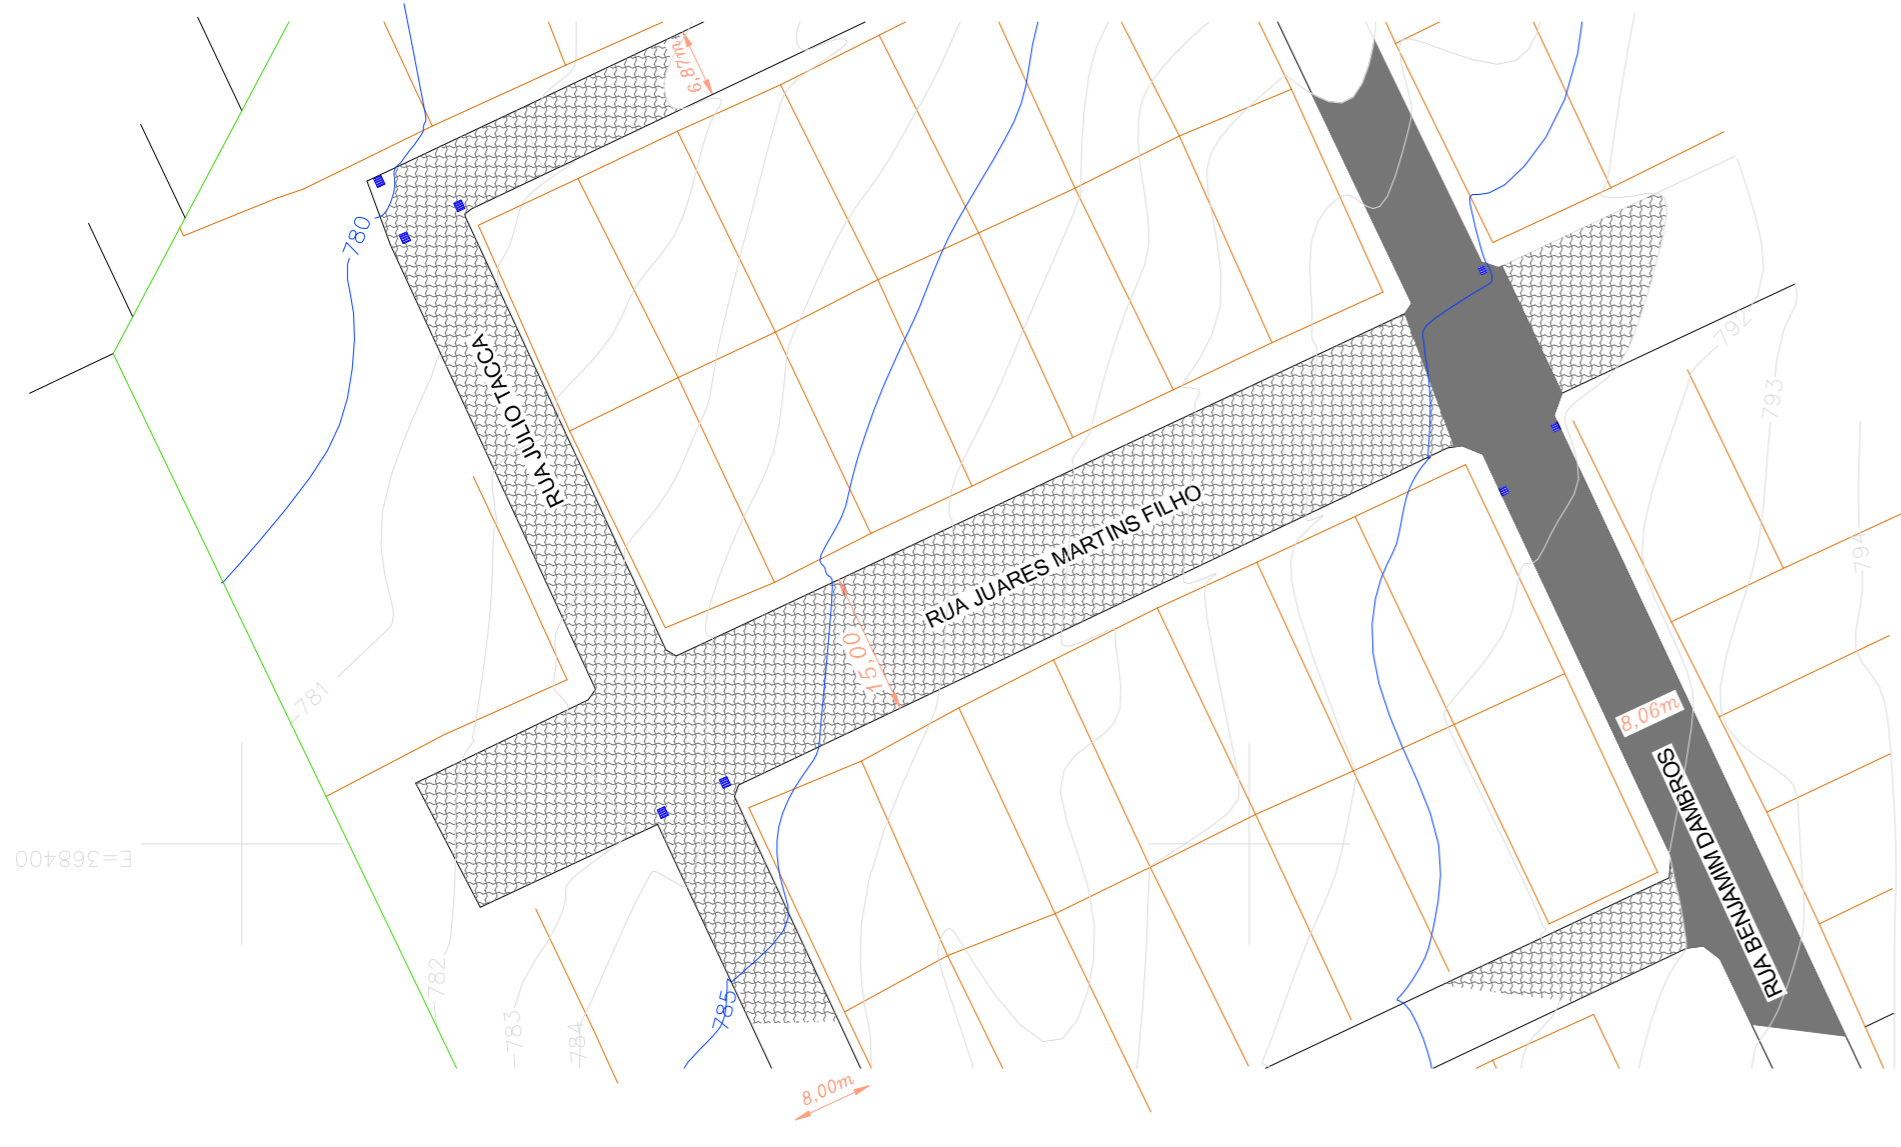 6,87m
780
RUA JULIO TACCA
792
793
RUA JUARES MARTINS FILHO
794
15,00
781
8,06m
RUA BENJAMIM DAMBROS
E=368400
782
785
783
784
8,00m